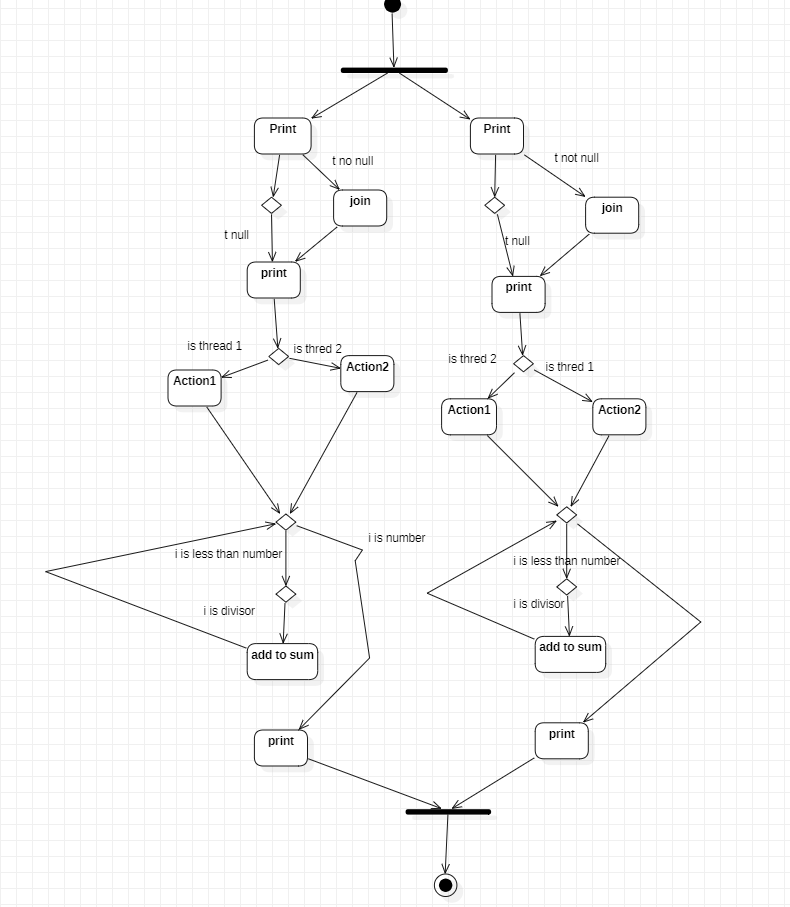 Print
Print
t no null
t not null
join
join
t null
t null
print
print
is thread 1
is thred 2
is thred 2
is thred 1
Action1
Action2
Action1
Action2
i is number
i is less than number
i is less than number
i is divisor
i is divisor
add to sum
add to sum
print
print